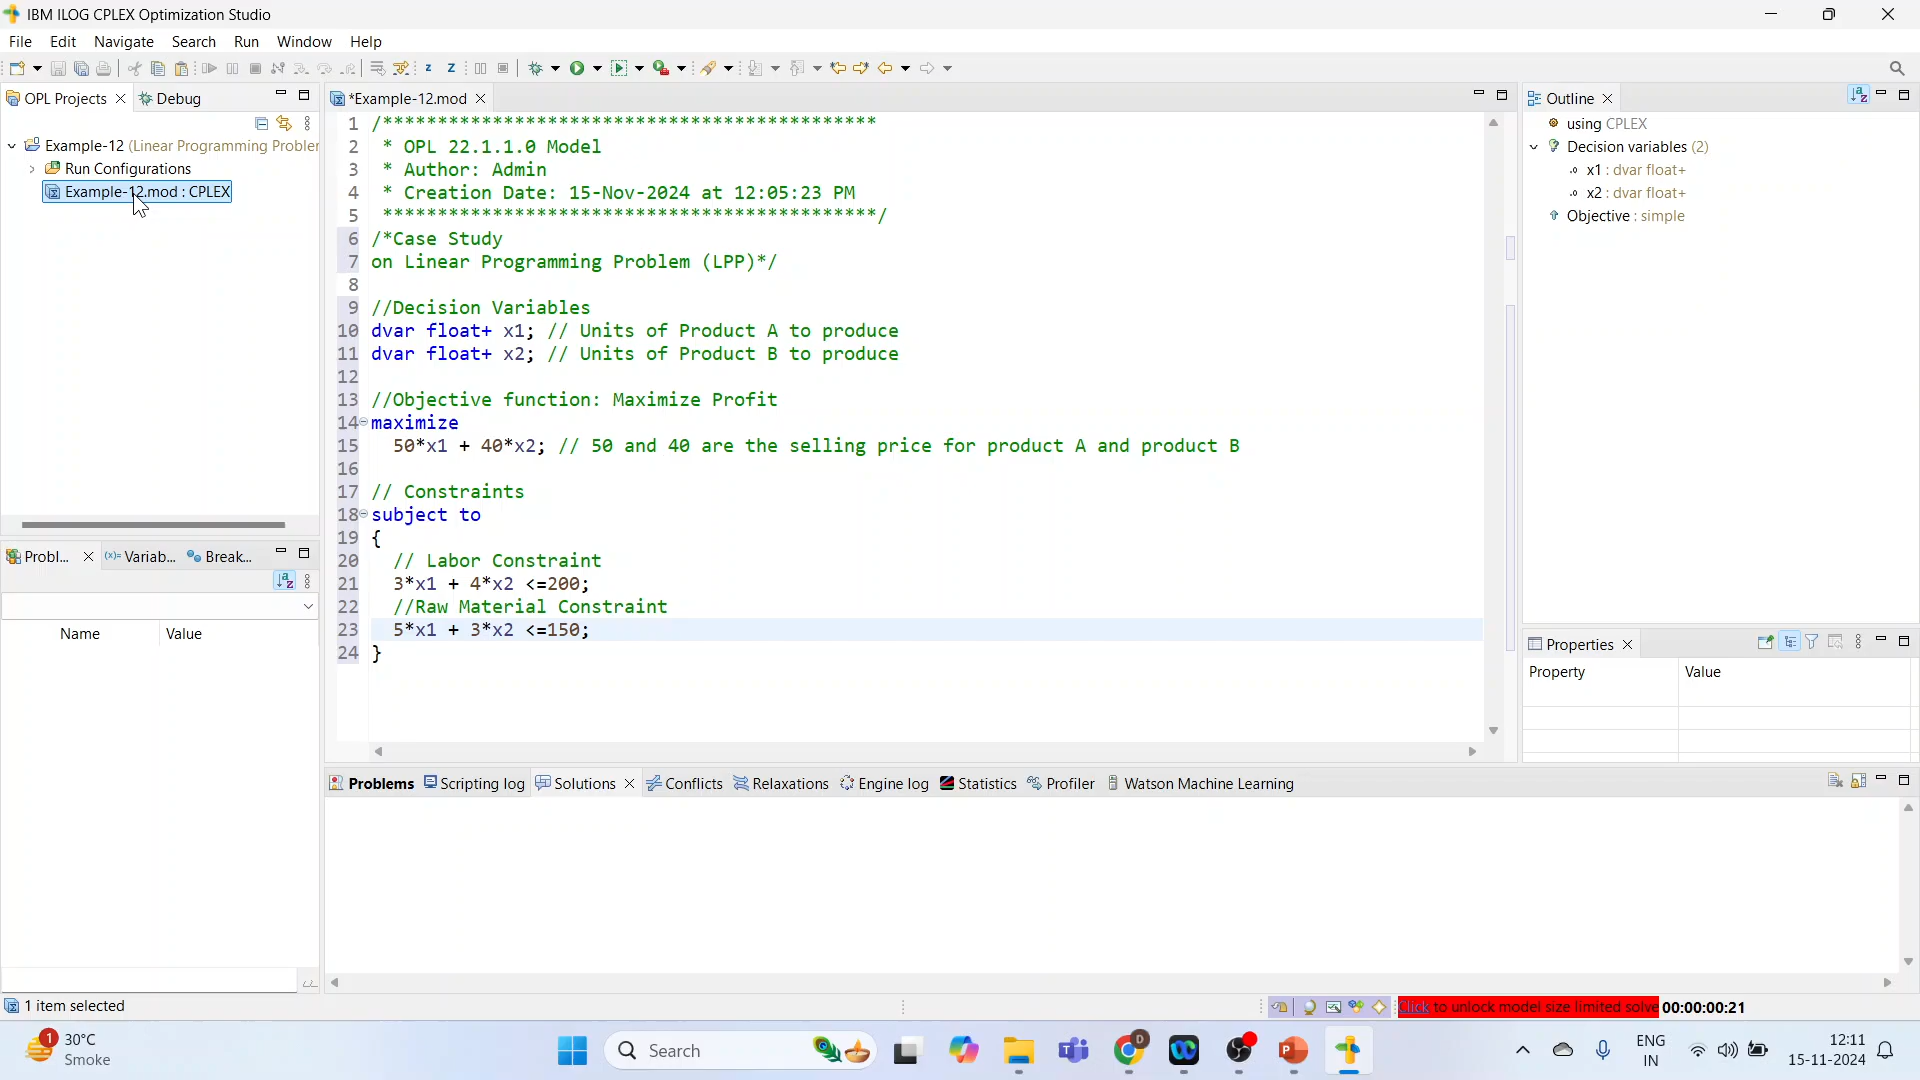 IBM ILOG CPLEX Optimization Studio
File Edit Navigate Search Run Window Help
OPL Projects Debug
Example-12 (Linear Programming Probler
Run Configurations
Example-12.mod : CPLEX
*Example-12.mod
1 /*********************************************
2 * OPL 22.1.1.0 Model
3 * Author: Admin
4 * Creation Date: 15-Nov-2024 at 12:05:23 PM
5 *********************************************/
6 /*Case Study
7 on Linear Programming Problem (LPP)*/
8
9 //Decision Variables
10 dvar float+ x1; // Units of Product A to produce
11 dvar float+ x2; // Units of Product B to produce
12
13 //Objective function: Maximize Profit
14 maximize
15 50*x1 + 40*x2; // 50 and 40 are the selling price for product A and product B
16
17 // Constraints
18 subject to
19 {
20 // Labor Constraint
21 3*x1 + 4*x2 <=200;
22 //Raw Material Constraint
23 5*x1 + 3*x2 <=150;
24 }
Outline
using CPLEX
Decision variables (2)
x1 : dvar float+
x2 : dvar float+
Objective : simple
Probl... Variab... Break...
Name Value
Properties
Property Value
Problems Scripting log Solutions Conflicts Relaxations Engine log Statistics Profiler Watson Machine Learning
1 item selected
Click to unlock model size limited solve 00:00:00:21
1 30°C
Smoke
Search
ENG
IN
12:11
15-11-2024